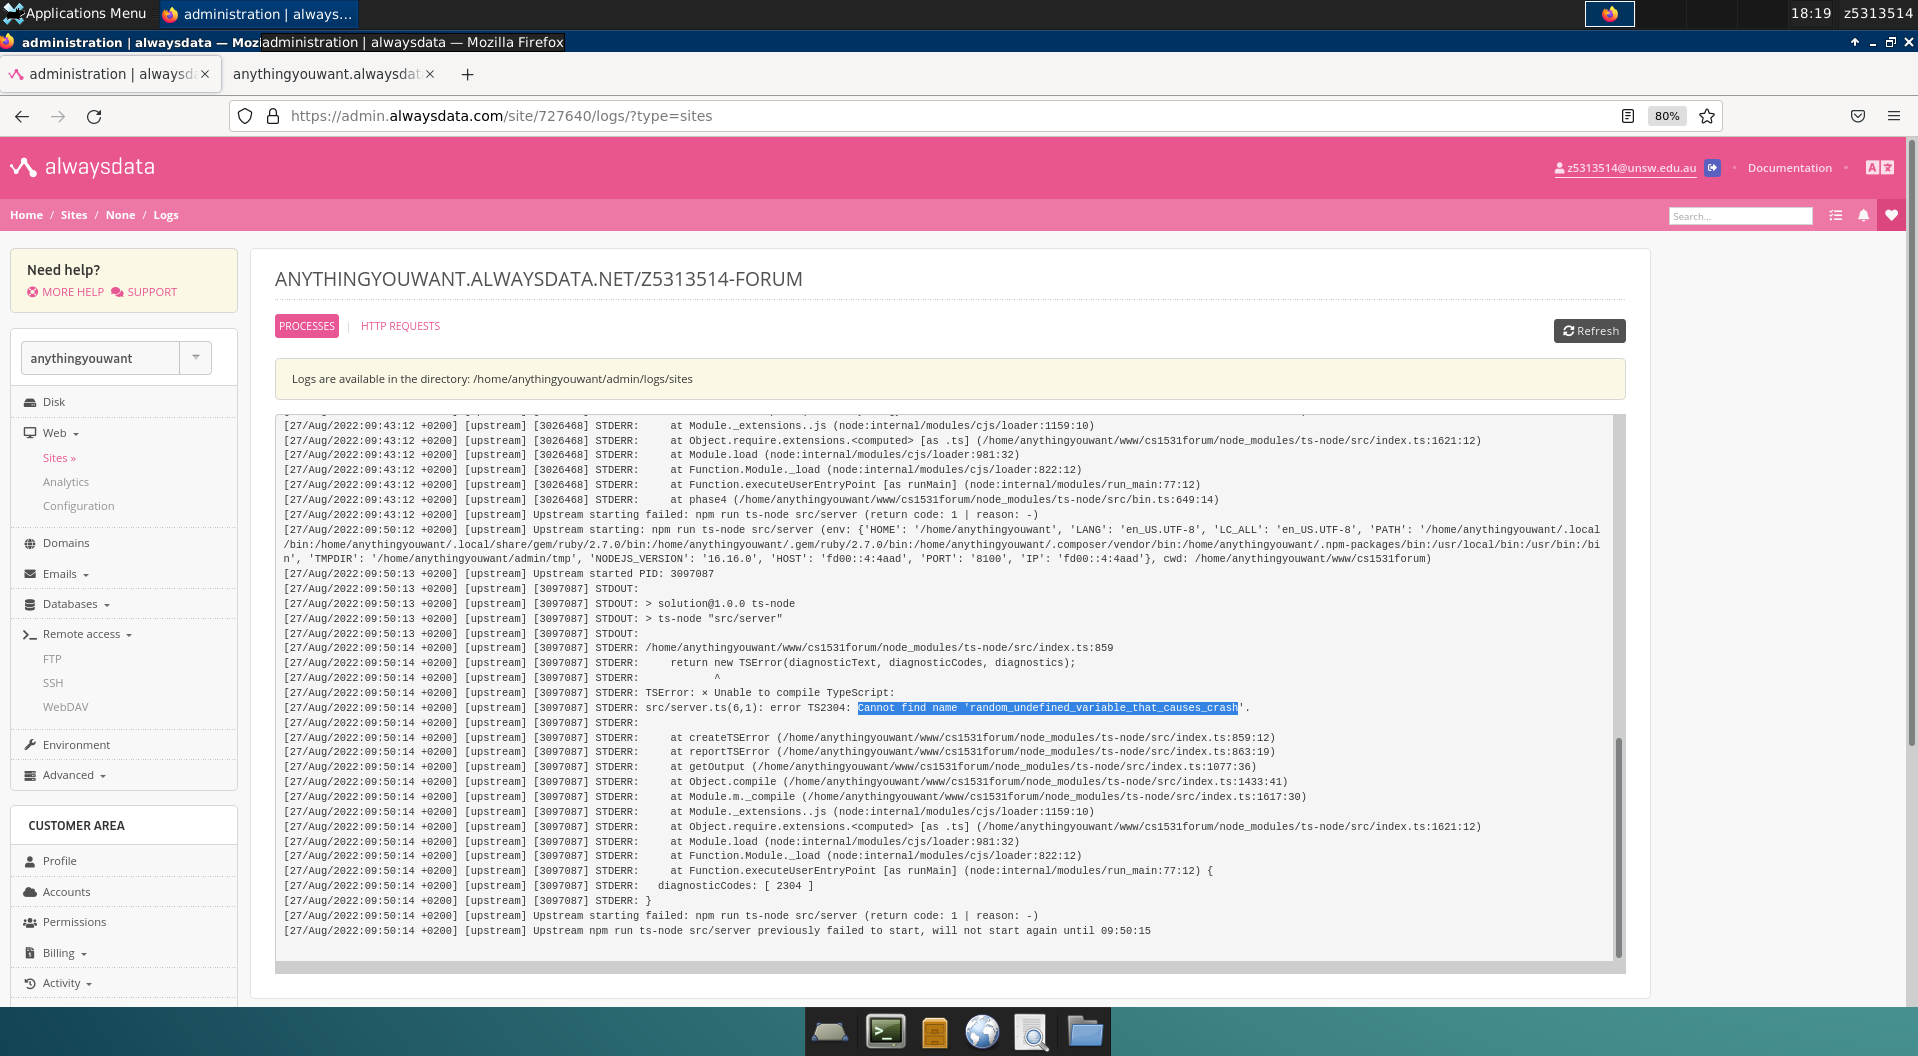 Applications Menu
administration | always...
18:19
z5313514
administration | alwaysdata — Mozi
administration | alwaysdata — Mozilla Firefox
administration | alwaysd
anythingyouwant.alwaysdat
https://admin.alwaysdata.com/site/727640/logs/?type=sites
80%
alwaysdata
z5313514@unsw.edu.au
Documentation
Home / Sites / None / Logs
Search...
Need help?
MORE HELP SUPPORT
anythingyouwant
Disk
Web
Sites »
Analytics
Configuration
Domains
Emails
Databases
Remote access
FTP
SSH
WebDAV
Environment
Advanced
CUSTOMER AREA
Profile
Accounts
Permissions
Billing
Activity
ANYTHINGYOUWANT.ALWAYSDATA.NET/Z5313514-FORUM
PROCESSES | HTTP REQUESTS
Refresh
Logs are available in the directory: /home/anythingyouwant/admin/logs/sites
[27/Aug/2022:09:43:12 +0200] [upstream] [3026468] STDERR:     at Module._extensions..js (node:internal/modules/cjs/loader:1159:10)
[27/Aug/2022:09:43:12 +0200] [upstream] [3026468] STDERR:     at Object.require.extensions.<computed> [as .ts] (/home/anythingyouwant/www/cs1531forum/node_modules/ts-node/src/index.ts:1621:12)
[27/Aug/2022:09:43:12 +0200] [upstream] [3026468] STDERR:     at Module.load (node:internal/modules/cjs/loader:981:32)
[27/Aug/2022:09:43:12 +0200] [upstream] [3026468] STDERR:     at Function.Module._load (node:internal/modules/cjs/loader:822:12)
[27/Aug/2022:09:43:12 +0200] [upstream] [3026468] STDERR:     at Function.executeUserEntryPoint [as runMain] (node:internal/modules/run_main:77:12)
[27/Aug/2022:09:43:12 +0200] [upstream] [3026468] STDERR:     at phase4 (/home/anythingyouwant/www/cs1531forum/node_modules/ts-node/src/bin.ts:649:14)
[27/Aug/2022:09:43:12 +0200] [upstream] Upstream starting failed: npm run ts-node src/server (return code: 1 | reason: -)
[27/Aug/2022:09:50:12 +0200] [upstream] Upstream starting: npm run ts-node src/server (env: {'HOME': '/home/anythingyouwant', 'LANG': 'en_US.UTF-8', 'LC_ALL': 'en_US.UTF-8', 'PATH': '/home/anythingyouwant/.local
/bin:/home/anythingyouwant/.local/share/gem/ruby/2.7.0/bin:/home/anythingyouwant/.gem/ruby/2.7.0/bin:/home/anythingyouwant/.composer/vendor/bin:/home/anythingyouwant/.npm-packages/bin:/usr/local/bin:/usr/bin:/bi
n', 'TMPDIR': '/home/anythingyouwant/admin/tmp', 'NODEJS_VERSION': '16.16.0', 'HOST': 'fd00::4:4aad', 'PORT': '8100', 'IP': 'fd00::4:4aad'}, cwd: /home/anythingyouwant/www/cs1531forum)
[27/Aug/2022:09:50:13 +0200] [upstream] Upstream started PID: 3097087
[27/Aug/2022:09:50:13 +0200] [upstream] [3097087] STDOUT:
[27/Aug/2022:09:50:13 +0200] [upstream] [3097087] STDOUT: > solution@1.0.0 ts-node
[27/Aug/2022:09:50:13 +0200] [upstream] [3097087] STDOUT: > ts-node "src/server"
[27/Aug/2022:09:50:13 +0200] [upstream] [3097087] STDOUT:
[27/Aug/2022:09:50:14 +0200] [upstream] [3097087] STDERR: /home/anythingyouwant/www/cs1531forum/node_modules/ts-node/src/index.ts:859
[27/Aug/2022:09:50:14 +0200] [upstream] [3097087] STDERR:     return new TSError(diagnosticText, diagnosticCodes, diagnostics);
[27/Aug/2022:09:50:14 +0200] [upstream] [3097087] STDERR:            ^
[27/Aug/2022:09:50:14 +0200] [upstream] [3097087] STDERR: TSError: × Unable to compile TypeScript:
[27/Aug/2022:09:50:14 +0200] [upstream] [3097087] STDERR: src/server.ts(6,1): error TS2304: Cannot find name 'random_undefined_variable_that_causes_crash'.
[27/Aug/2022:09:50:14 +0200] [upstream] [3097087] STDERR:
[27/Aug/2022:09:50:14 +0200] [upstream] [3097087] STDERR:     at createTSError (/home/anythingyouwant/www/cs1531forum/node_modules/ts-node/src/index.ts:859:12)
[27/Aug/2022:09:50:14 +0200] [upstream] [3097087] STDERR:     at reportTSError (/home/anythingyouwant/www/cs1531forum/node_modules/ts-node/src/index.ts:863:19)
[27/Aug/2022:09:50:14 +0200] [upstream] [3097087] STDERR:     at getOutput (/home/anythingyouwant/www/cs1531forum/node_modules/ts-node/src/index.ts:1077:36)
[27/Aug/2022:09:50:14 +0200] [upstream] [3097087] STDERR:     at Object.compile (/home/anythingyouwant/www/cs1531forum/node_modules/ts-node/src/index.ts:1433:41)
[27/Aug/2022:09:50:14 +0200] [upstream] [3097087] STDERR:     at Module.m._compile (/home/anythingyouwant/www/cs1531forum/node_modules/ts-node/src/index.ts:1617:30)
[27/Aug/2022:09:50:14 +0200] [upstream] [3097087] STDERR:     at Module._extensions..js (node:internal/modules/cjs/loader:1159:10)
[27/Aug/2022:09:50:14 +0200] [upstream] [3097087] STDERR:     at Object.require.extensions.<computed> [as .ts] (/home/anythingyouwant/www/cs1531forum/node_modules/ts-node/src/index.ts:1621:12)
[27/Aug/2022:09:50:14 +0200] [upstream] [3097087] STDERR:     at Module.load (node:internal/modules/cjs/loader:981:32)
[27/Aug/2022:09:50:14 +0200] [upstream] [3097087] STDERR:     at Function.Module._load (node:internal/modules/cjs/loader:822:12)
[27/Aug/2022:09:50:14 +0200] [upstream] [3097087] STDERR:     at Function.executeUserEntryPoint [as runMain] (node:internal/modules/run_main:77:12) {
[27/Aug/2022:09:50:14 +0200] [upstream] [3097087] STDERR:   diagnosticCodes: [ 2304 ]
[27/Aug/2022:09:50:14 +0200] [upstream] [3097087] STDERR: }
[27/Aug/2022:09:50:14 +0200] [upstream] Upstream starting failed: npm run ts-node src/server (return code: 1 | reason: -)
[27/Aug/2022:09:50:14 +0200] [upstream] Upstream npm run ts-node src/server previously failed to start, will not start again until 09:50:15